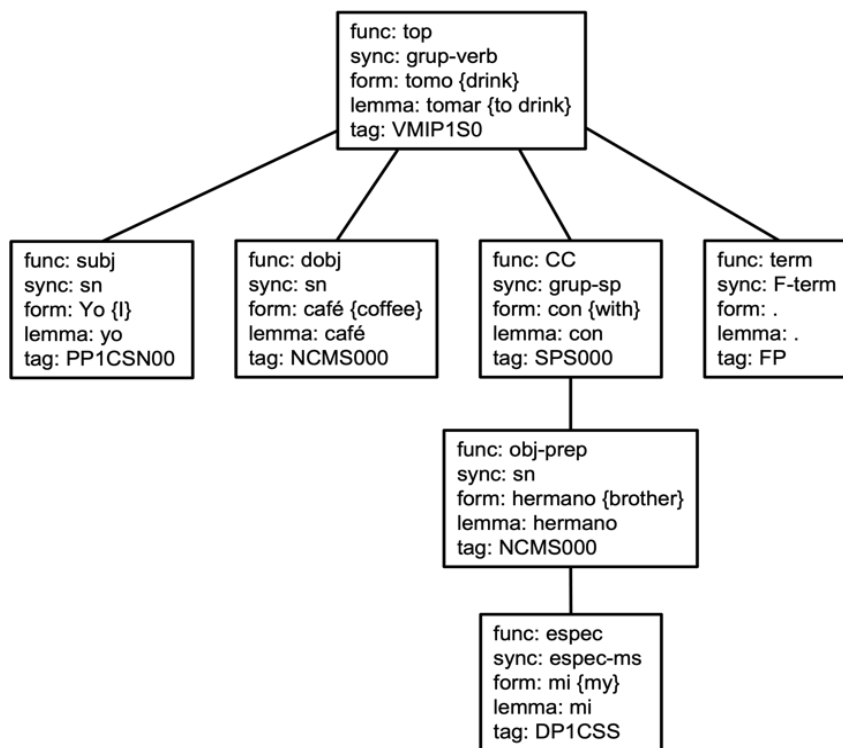 func: top
sync: grup-verb
form: tomo {drink}
lemma: tomar {to drink}
tag: VMIP1S0
func: subj
sync: sn
form: Yo {I}
lemma: yo
tag: PP1CSN00
func: dobj
sync: sn
form: café {coffee}
lemma: café
tag: NCMS000
func: CC
sync: grup-sp
form: con {with}
lemma: con
tag: SPS000
func: term
sync: F-term
form: .
lemma: .
tag: FP
func: obj-prep
sync: sn
form: hermano {brother}
lemma: hermano
tag: NCMS000
func: espec
sync: espec-ms
form: mi {my}
lemma: mi
tag: DP1CSS